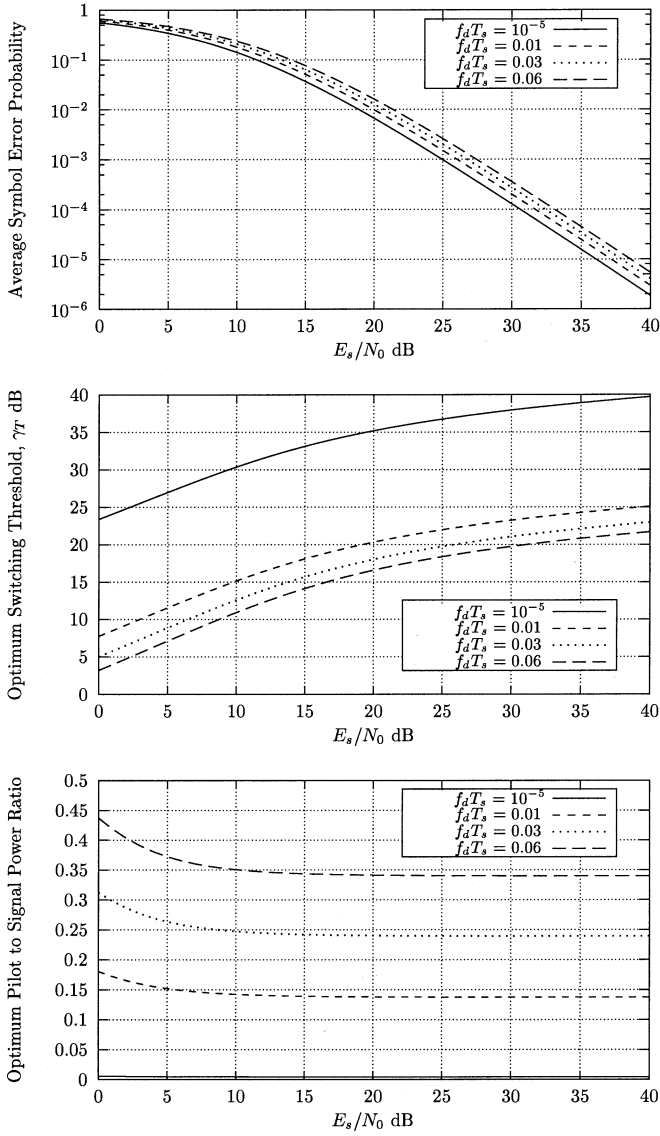 Average Symbol Error Probability
1
10⁻¹
10⁻²
10⁻³
10⁻⁴
10⁻⁵
10⁻⁶
f_dT_s = 10⁻⁵
f_dT_s = 0.01
f_dT_s = 0.03
f_dT_s = 0.06
0 5 10 15 20 25 30 35 40
E_s/N_0 dB
Optimum Switching Threshold, γ_T dB
40
35
30
25
20
15
10
5
0
f_dT_s = 10⁻⁵
f_dT_s = 0.01
f_dT_s = 0.03
f_dT_s = 0.06
0 5 10 15 20 25 30 35 40
E_s/N_0 dB
Optimum Pilot to Signal Power Ratio
0.5
0.45
0.4
0.35
0.3
0.25
0.2
0.15
0.1
0.05
0
f_dT_s = 10⁻⁵
f_dT_s = 0.01
f_dT_s = 0.03
f_dT_s = 0.06
0 5 10 15 20 25 30 35 40
E_s/N_0 dB